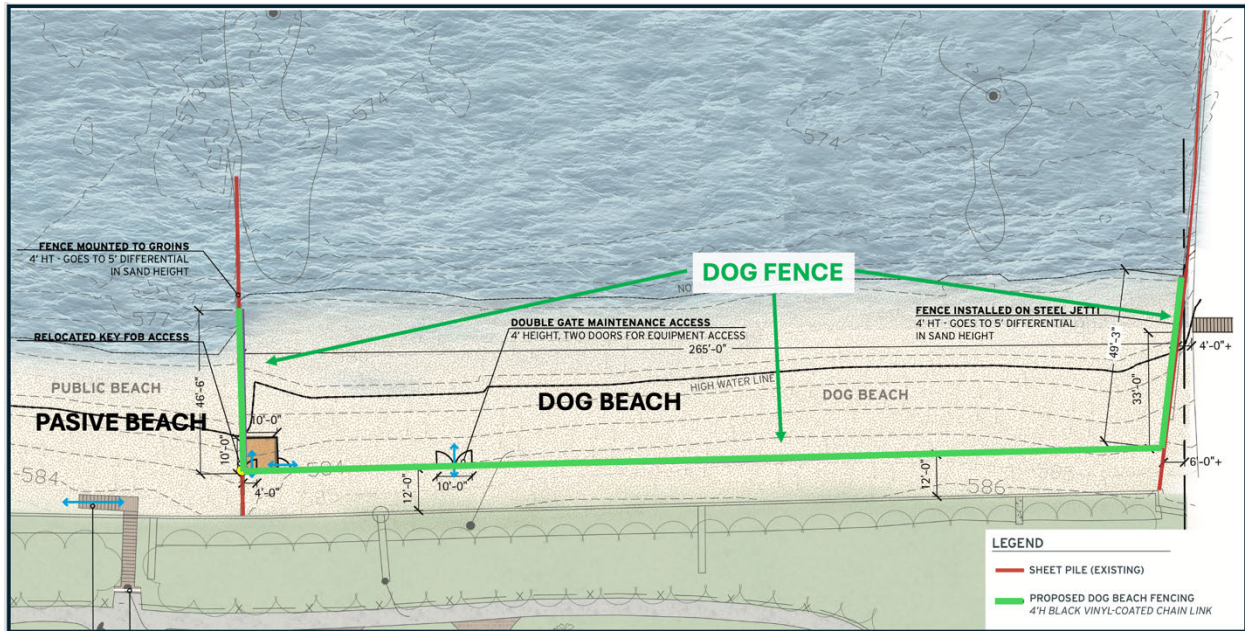 574
574
FENCE MOUNTED TO GROINS
4' HT - GOES TO 5' DIFFERENTIAL
IN SAND HEIGHT
DOG FENCE
NO
RELOCATED KEY FOB ACCESS
DOUBLE GATE MAINTENANCE ACCESS
4' HEIGHT, TWO DOORS FOR EQUIPMENT ACCESS
FENCE INSTALLED ON STEEL JETTI
4' HT - GOES TO 5' DIFFERENTIAL
IN SAND HEIGHT
265'-0"
49'-3"
4'-0"+
33'-0"
46'-6"
PUBLIC BEACH
PASIVE BEACH
HIGH WATER LINE
DOG BEACH
DOG BEACH
10'-0"
10'-0"
584
584
4'-0"
10'-0"
12'-0"
12'-0"
586
6'-0"+
LEGEND
SHEET PILE (EXISTING)
PROPOSED DOG BEACH FENCING
4'H BLACK VINYL-COATED CHAIN LINK